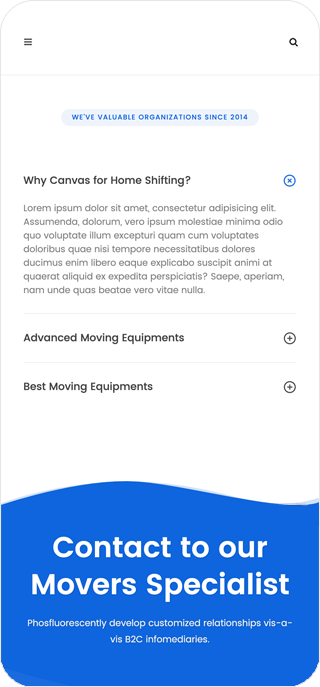 WE'VE VALUABLE ORGANIZATIONS SINCE 2014
Why Canvas for Home Shifting?
Lorem ipsum dolor sit amet, consectetur adipisicing elit.
Assumenda, dolorum, vero ipsum molestiae minima odio
quo voluptate illum excepturi quam cum voluptates
doloribus quae nisi tempore necessitatibus dolores
ducimus enim libero eaque explicabo suscipit animi at
quaerat aliquid ex expedita perspiciatis? Saepe, aperiam,
nam unde quas beatae vero vitae nulla.
Advanced Moving Equipments
Best Moving Equipments
Contact to our
Movers Specialist
Phosfluorescently develop customized relationships vis-a-
vis B2C infomediaries.